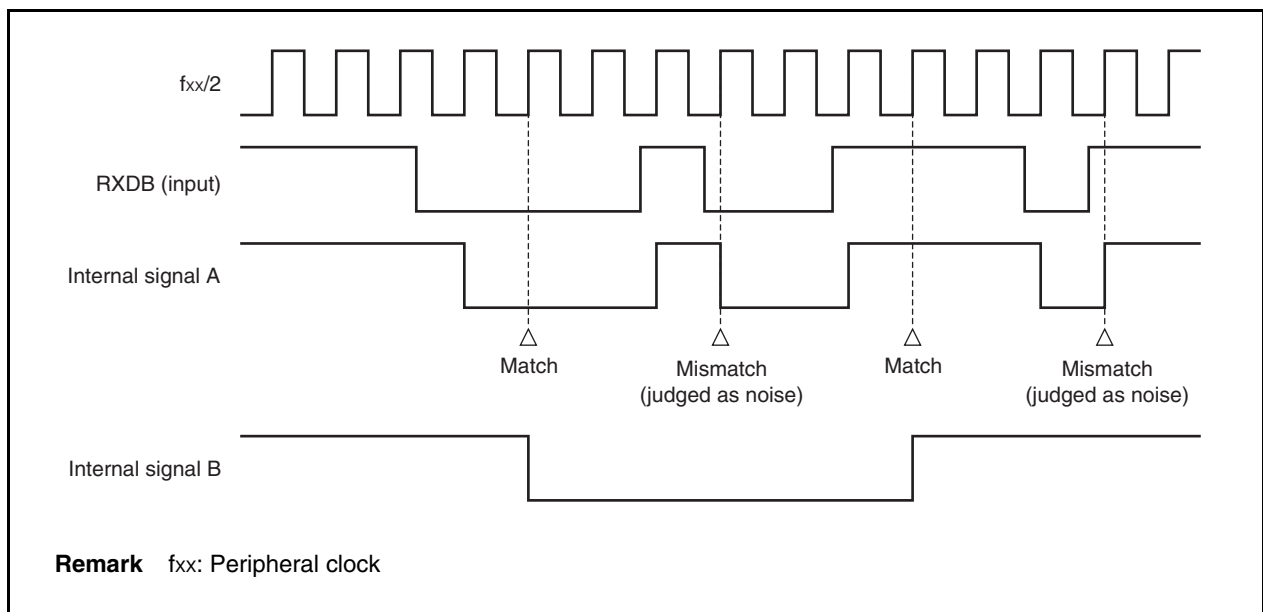 fxx/2
RXDB (input)
Internal signal A
Match
Mismatch
(judged as noise)
Match
Mismatch
(judged as noise)
Internal signal B
Remark fxx: Peripheral clock